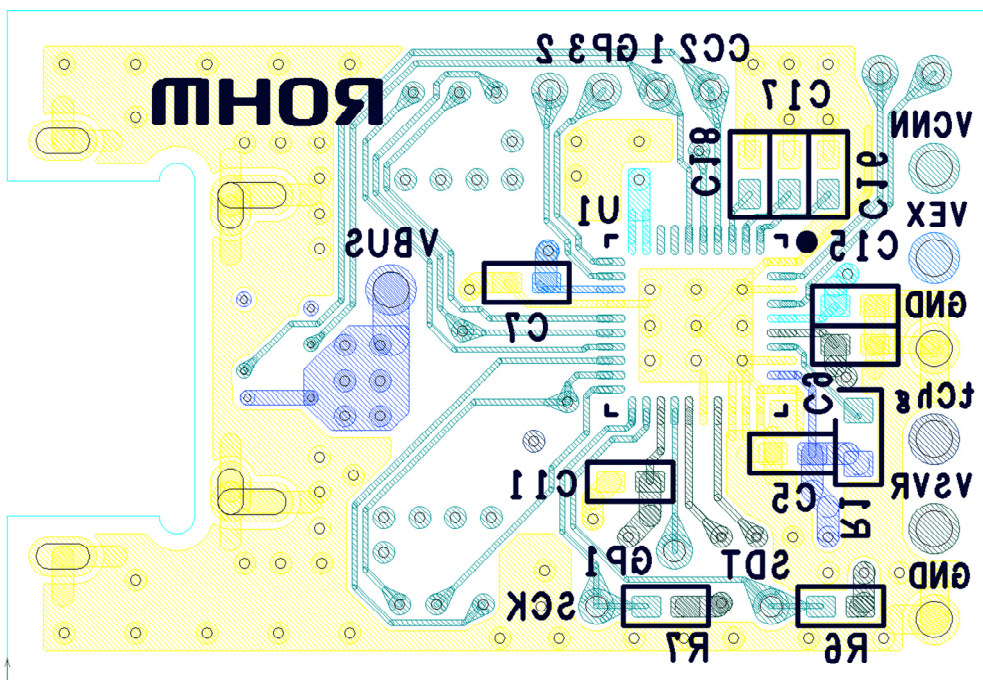 ROHM
CC2 1 GP3 2
C17
C18
C16
VCNN
U1
VEX
VBUS
C15
GND
C7
C9
tChg
C11
C5
R1
VSVR
GP1
SDT
GND
SCK
R7
R6